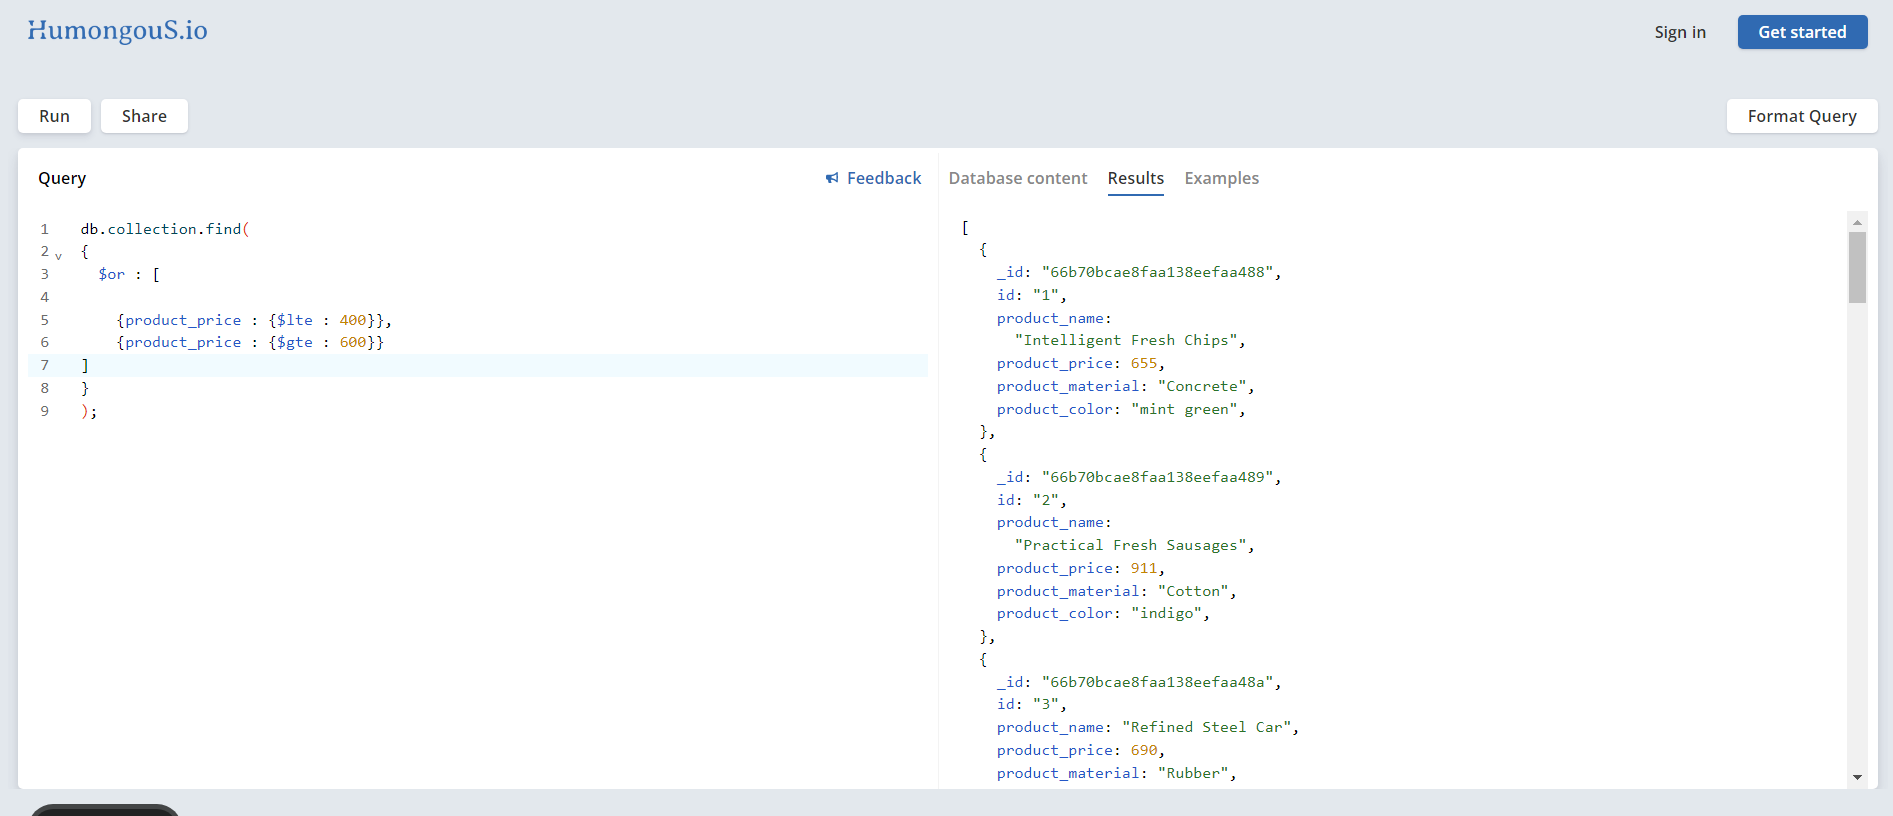 HumongouS.io
Sign in
Get started
Run
Share
Format Query
Query
Feedback
1 db.collection.find(
2 {
3 $or : [
4
5 {product_price : {$lte : 400}},
6 {product_price : {$gte : 600}}
7 ]
8 }
9 );
Database content
Results
Examples
[
{
_id: "66b70bcae8faa138eefaa488",
id: "1",
product_name:
"Intelligent Fresh Chips",
product_price: 655,
product_material: "Concrete",
product_color: "mint green",
},
{
_id: "66b70bcae8faa138eefaa489",
id: "2",
product_name:
"Practical Fresh Sausages",
product_price: 911,
product_material: "Cotton",
product_color: "indigo",
},
{
_id: "66b70bcae8faa138eefaa48a",
id: "3",
product_name: "Refined Steel Car",
product_price: 690,
product_material: "Rubber",